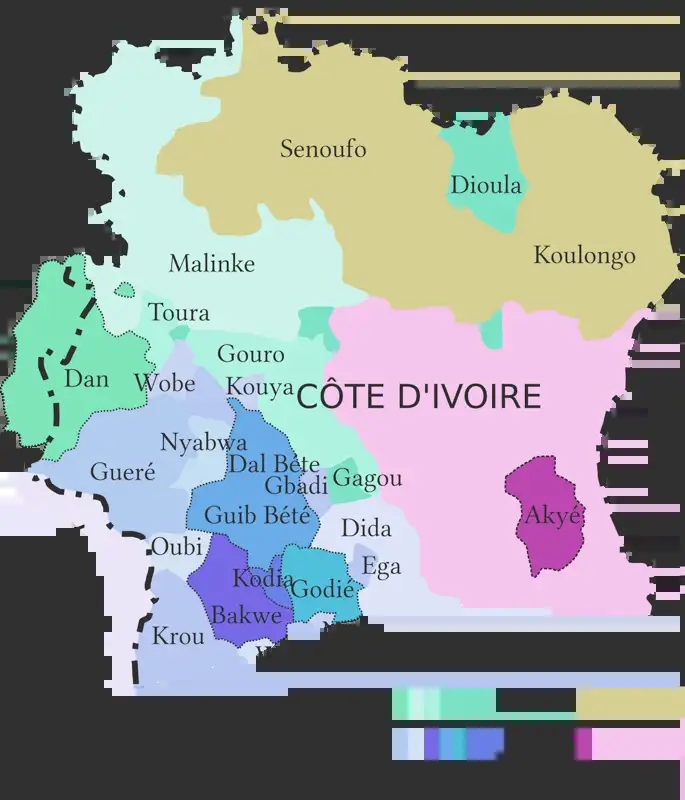 Senoufo
Dioula
Koulongo
Malinke
Toura
Gouro
Dan
Wobe
Kouya
CÔTE D'IVOIRE
Nyabwa
Dal Béte
Gueré
Gbadi
Gagou
Guib Bété
Akyé
Dida
Oubi
Ega
Kodia
Godié
Bakwe
Krou